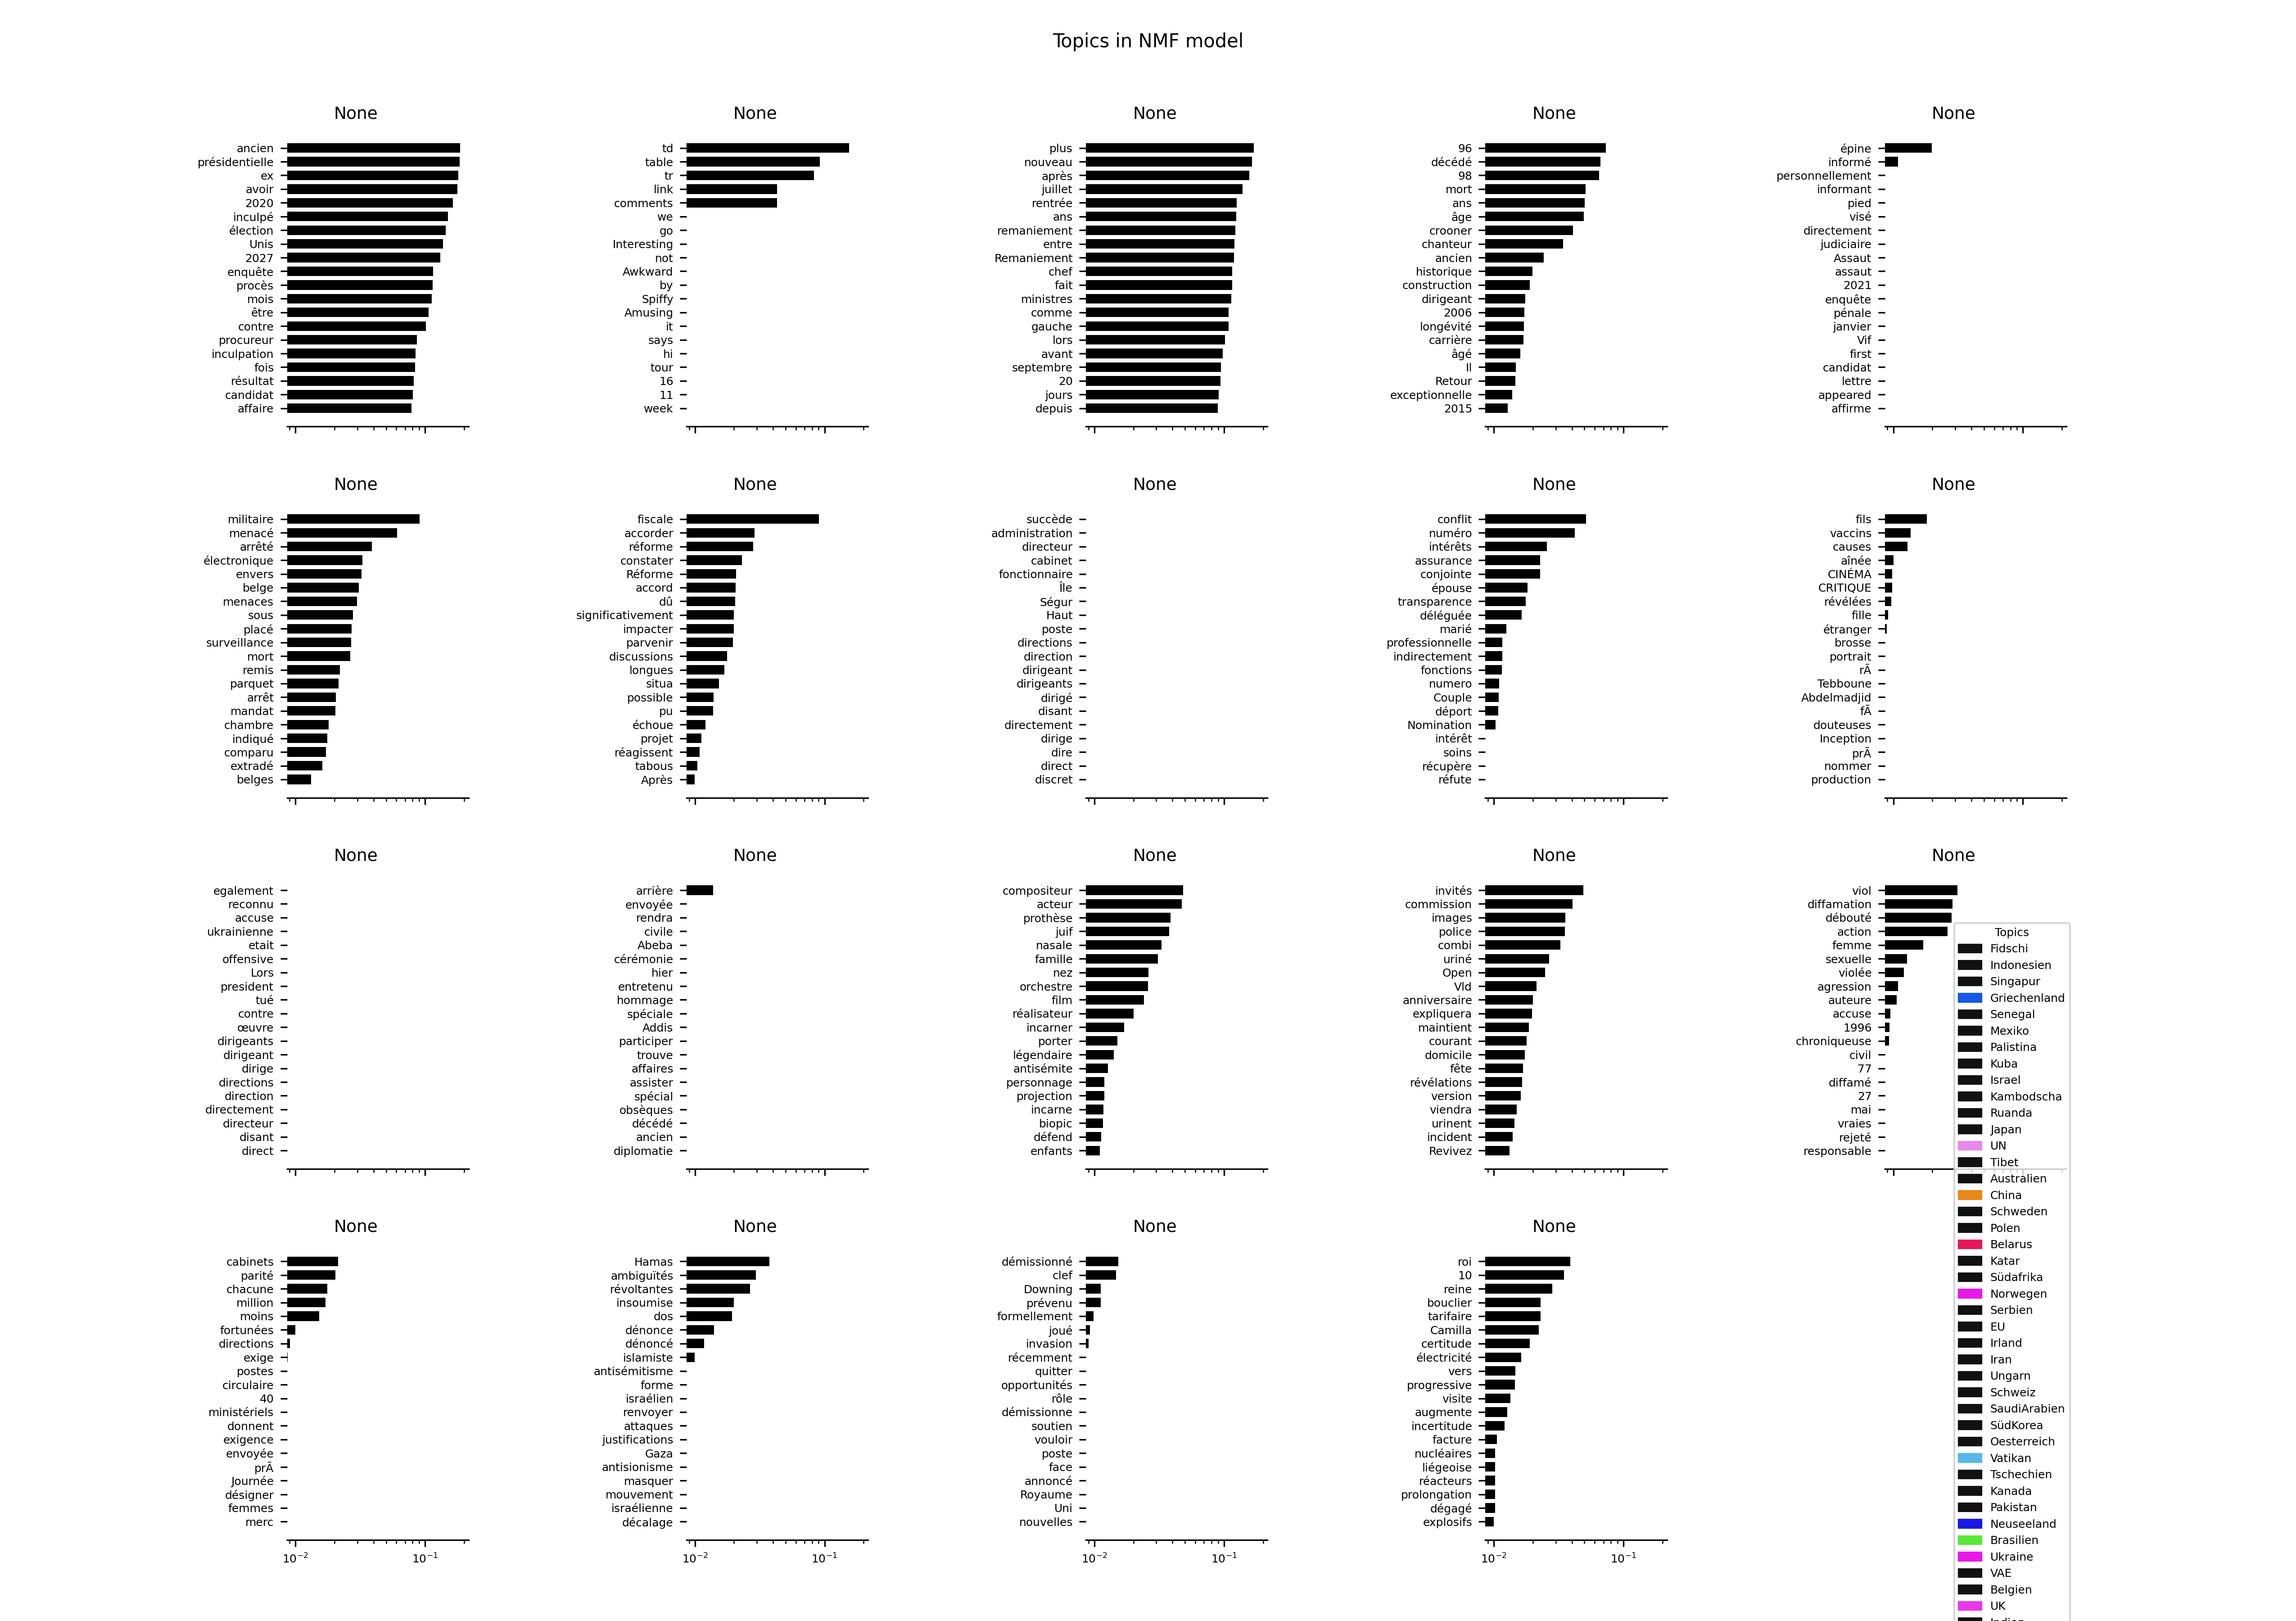 Topics in NMF model
None
ancien
présidentielle
ex
avoir
2020
inculpé
élection
Unis
2027
enquête
procès
mois
être
contre
procureur
inculpation
fois
résultat
candidat
affaire
None
td
table
tr
link
comments
we
go
Interesting
not
Awkward
by
Spiffy
Amusing
it
says
hi
tour
16
11
week
None
plus
nouveau
après
juillet
rentrée
ans
remaniement
entre
Remaniement
chef
fait
ministres
comme
gauche
lors
avant
septembre
20
jours
depuis
None
96
décédé
98
mort
ans
âge
crooner
chanteur
ancien
historique
construction
dirigeant
2006
longévité
carrière
âgé
Il
Retour
exceptionnelle
2015
None
épine
informé
personnellement
informant
pied
visé
directement
judiciaire
Assaut
assaut
2021
enquête
pénale
janvier
Vif
first
candidat
lettre
appeared
affirme
None
militaire
menacé
arrêté
électronique
envers
belge
menaces
sous
placé
surveillance
mort
remis
parquet
arrêt
mandat
chambre
indiqué
comparu
extradé
belges
None
fiscale
accorder
réforme
constater
Réforme
accord
dû
significativement
impacter
parvenir
discussions
longues
situa
possible
pu
échoue
projet
réagissent
tabous
Après
None
succède
administration
directeur
cabinet
fonctionnaire
Île
Ségur
Haut
poste
directions
direction
dirigeant
dirigeants
dirigé
disant
directement
dirige
dire
direct
discret
None
conflit
numéro
intérêts
assurance
conjointe
épouse
transparence
déléguée
marié
professionnelle
indirectement
fonctions
numero
Couple
déport
Nomination
intérêt
soins
récupère
réfute
None
fils
vaccins
causes
aînée
CINÉMA
CRITIQUE
révélées
fille
étranger
brosse
portrait
rÃ
Tebboune
Abdelmadjid
fÃ
douteuses
Inception
prÃ
nommer
production
None
egalement
reconnu
accuse
ukrainienne
etait
offensive
Lors
president
tué
contre
œuvre
dirigeants
dirigeant
dirige
directions
direction
directement
directeur
disant
direct
None
arrière
envoyée
rendra
civile
Abeba
cérémonie
hier
entretenu
hommage
spéciale
Addis
participer
trouve
affaires
assister
spécial
obsèques
décédé
ancien
diplomatie
None
compositeur
acteur
prothèse
juif
nasale
famille
nez
orchestre
film
réalisateur
incarner
porter
légendaire
antisémite
personnage
projection
incarne
biopic
défend
enfants
None
invités
commission
images
police
combi
uriné
Open
Vld
anniversaire
expliquera
maintient
courant
domicile
fête
révélations
version
viendra
urinent
incident
Revivez
None
viol
diffamation
débouté
action
femme
sexuelle
violée
agression
auteure
accuse
1996
chroniqueuse
civil
77
diffamé
27
mai
vraies
rejeté
responsable
None
cabinets
parité
chacune
million
moins
fortunées
directions
exige
postes
circulaire
40
ministériels
donnent
exigence
envoyée
prÃ
Journée
désigner
femmes
merc
10⁻²
10⁻¹
None
Hamas
ambiguïtés
révoltantes
insoumise
dos
dénonce
dénoncé
islamiste
antisémitisme
forme
israélien
renvoyer
attaques
justifications
Gaza
antisionisme
masquer
mouvement
israélienne
décalage
10⁻²
10⁻¹
None
démissionné
clef
Downing
prévenu
formellement
joué
invasion
récemment
quitter
opportunités
rôle
démissionne
soutien
vouloir
poste
face
annoncé
Royaume
Uni
nouvelles
10⁻²
10⁻¹
None
roi
10
reine
bouclier
tarifaire
Camilla
certitude
électricité
vers
progressive
visite
augmente
incertitude
facture
nucléaires
liégeoise
réacteurs
prolongation
dégagé
explosifs
10⁻²
10⁻¹
Topics
Fidschi
Indonesien
Singapur
Griechenland
Senegal
Mexiko
Palistina
Kuba
Israel
Kambodscha
Ruanda
Japan
UN
Tibet
Australien
China
Schweden
Polen
Belarus
Katar
Südafrika
Norwegen
Serbien
EU
Irland
Iran
Ungarn
Schweiz
SaudiArabien
SüdKorea
Oesterreich
Vatikan
Tschechien
Kanada
Pakistan
Neuseeland
Brasilien
Ukraine
VAE
Belgien
UK